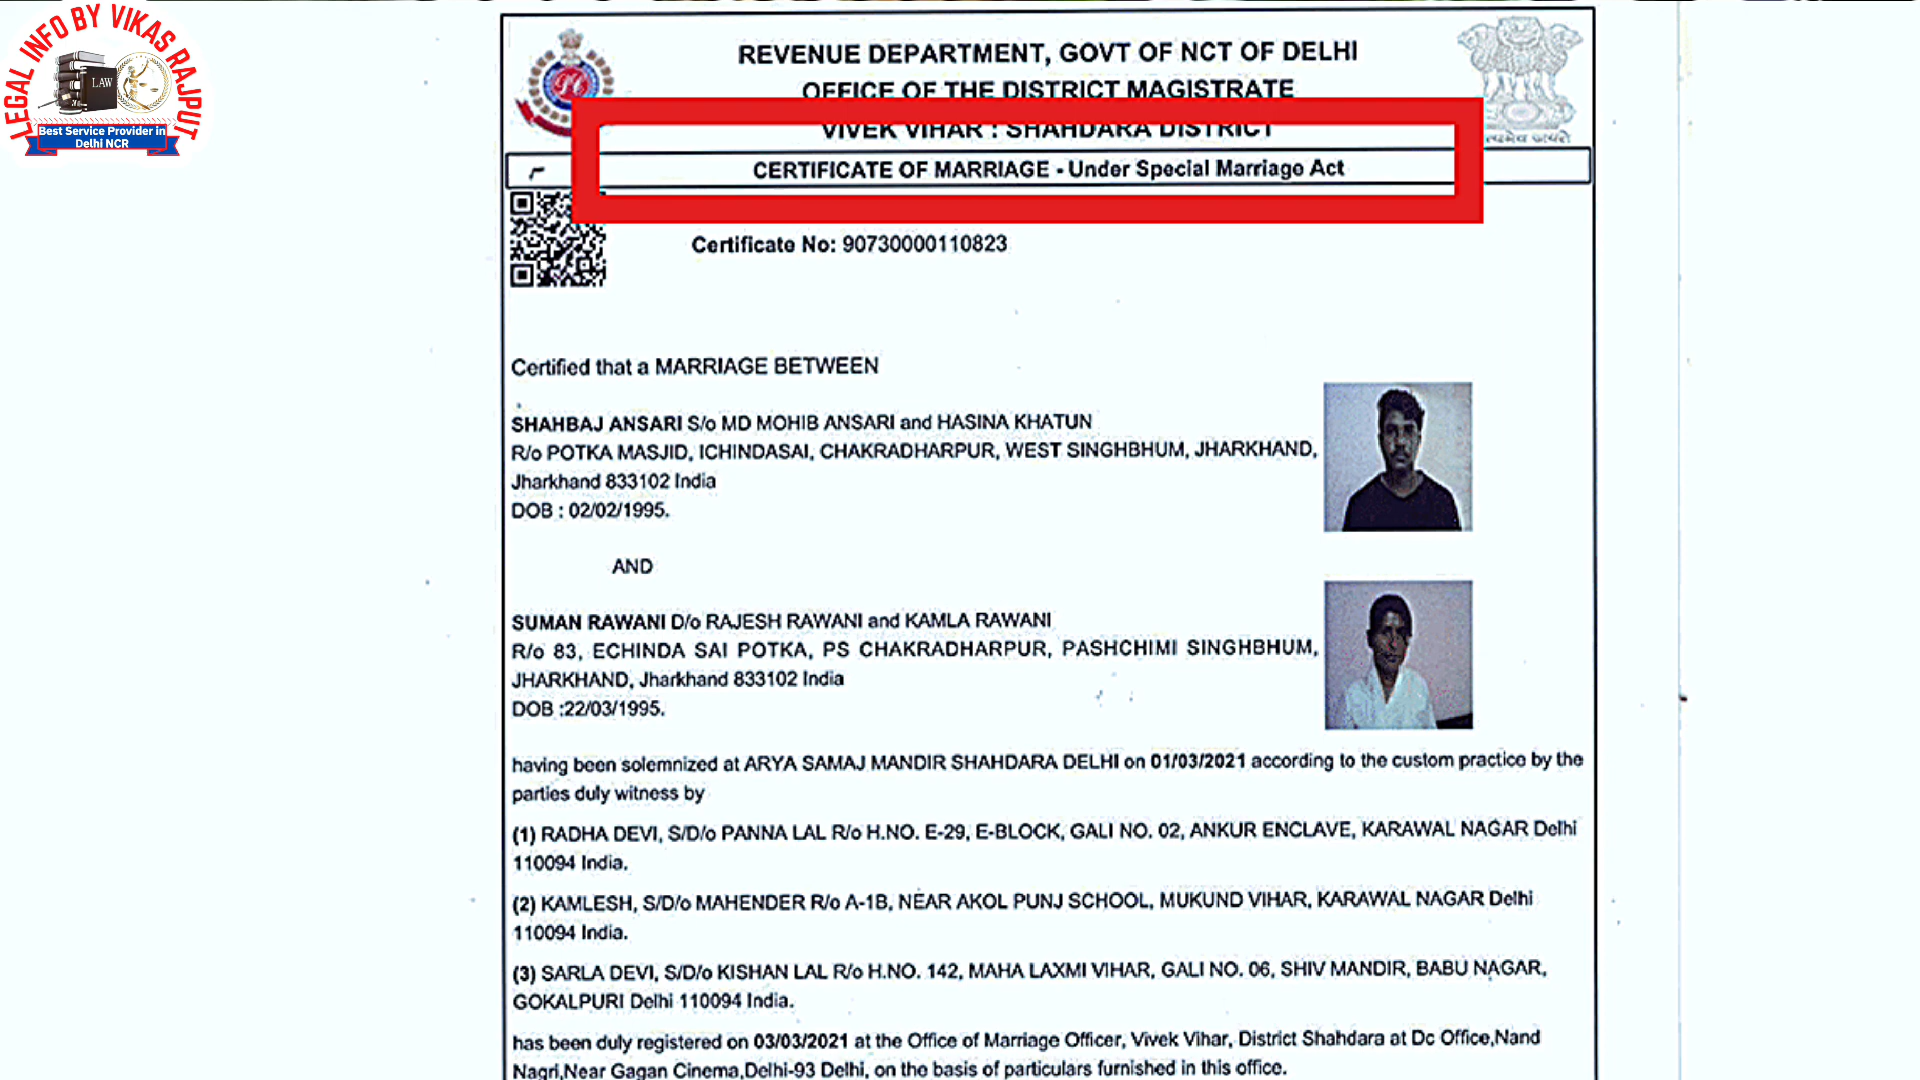 LEGAL INFO BY VIKAS RAJPUT
LAW
Best Service Provider in
Delhi NCR
REVENUE DEPARTMENT, GOVT OF NCT OF DELHI
OFFICE OF THE DISTRICT MAGISTRATE
VIVEK VIHAR : SHAHDARA DISTRICT
सत्यमेव जयते
CERTIFICATE OF MARRIAGE - Under Special Marriage Act
Certificate No: 90730000110823
Certified that a MARRIAGE BETWEEN
SHAHBAJ ANSARI S/o MD MOHIB ANSARI and HASINA KHATUN
R/o POTKA MASJID, ICHINDASAI, CHAKRADHARPUR, WEST SINGHBHUM, JHARKHAND,
Jharkhand 833102 India
DOB : 02/02/1995.
AND
SUMAN RAWANI D/o RAJESH RAWANI and KAMLA RAWANI
R/o 83, ECHINDA SAI POTKA, PS CHAKRADHARPUR, PASHCHIMI SINGHBHUM,
JHARKHAND, Jharkhand 833102 India
DOB :22/03/1995.
having been solemnized at ARYA SAMAJ MANDIR SHAHDARA DELHI on 01/03/2021 according to the custom practice by the
parties duly witness by
(1) RADHA DEVI, S/D/o PANNA LAL R/o H.NO. E-29, E-BLOCK, GALI NO. 02, ANKUR ENCLAVE, KARAWAL NAGAR Delhi
110094 India.
(2) KAMLESH, S/D/o MAHENDER R/o A-1B, NEAR AKOL PUNJ SCHOOL, MUKUND VIHAR, KARAWAL NAGAR Delhi
110094 India.
(3) SARLA DEVI, S/D/o KISHAN LAL R/o H.NO. 142, MAHA LAXMI VIHAR, GALI NO. 06, SHIV MANDIR, BABU NAGAR,
GOKALPURI Delhi 110094 India.
has been duly registered on 03/03/2021 at the Office of Marriage Officer, Vivek Vihar, District Shahdara at Dc Office,Nand
Nagri,Near Gagan Cinema,Delhi-93 Delhi, on the basis of particulars furnished in this office.